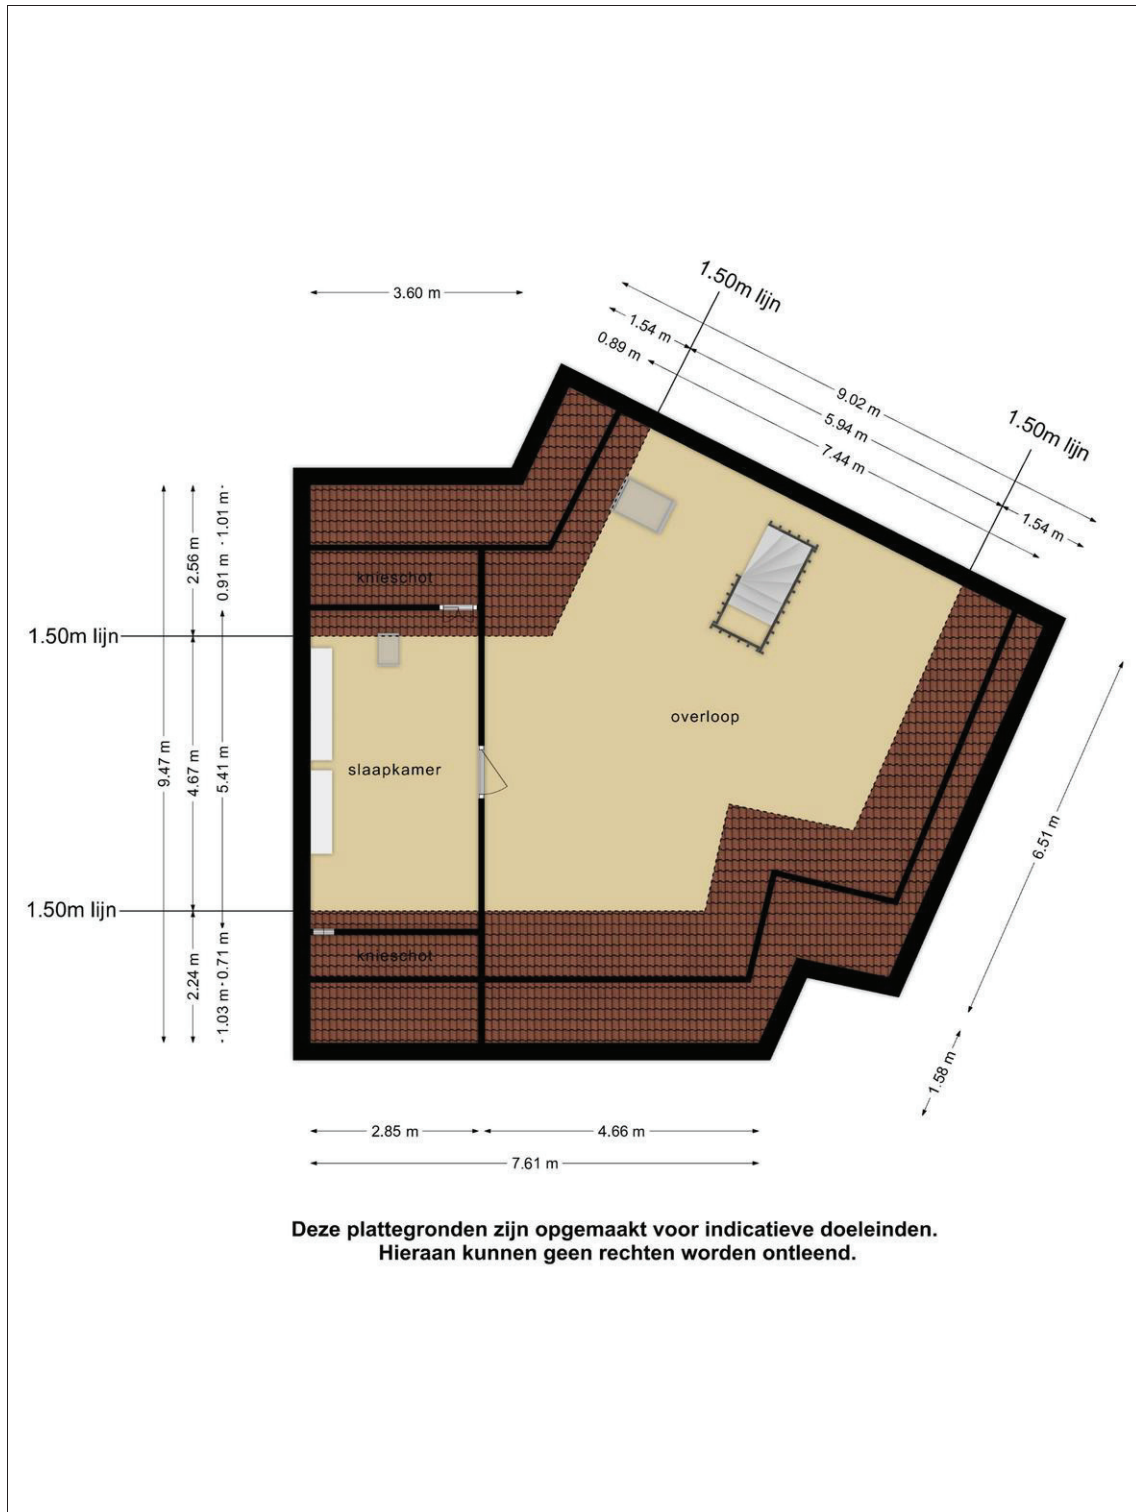 1.50m lijn
3.60 m
1.54 m
0.89 m
9.02 m
5.94 m
7.44 m
1.50m lijn
1.54 m
9.47 m
2.56 m
4.67 m
2.24 m
1.01 m
0.91 m
5.41 m
0.71 m
1.03 m
knieschot
1.50m lijn
overloop
slaapkamer
6.51 m
1.50m lijn
knieschot
1.58 m
2.85 m
4.66 m
7.61 m
Deze plattegronden zijn opgemaakt voor indicatieve doeleinden.
Hieraan kunnen geen rechten worden ontleend.